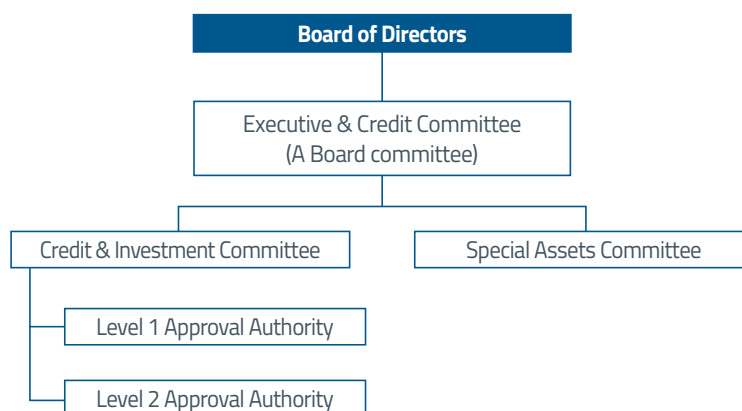 Board of Directors
Executive & Credit Committee
(A Board committee)
Credit & Investment Committee
Special Assets Committee
Level 1 Approval Authority
Level 2 Approval Authority